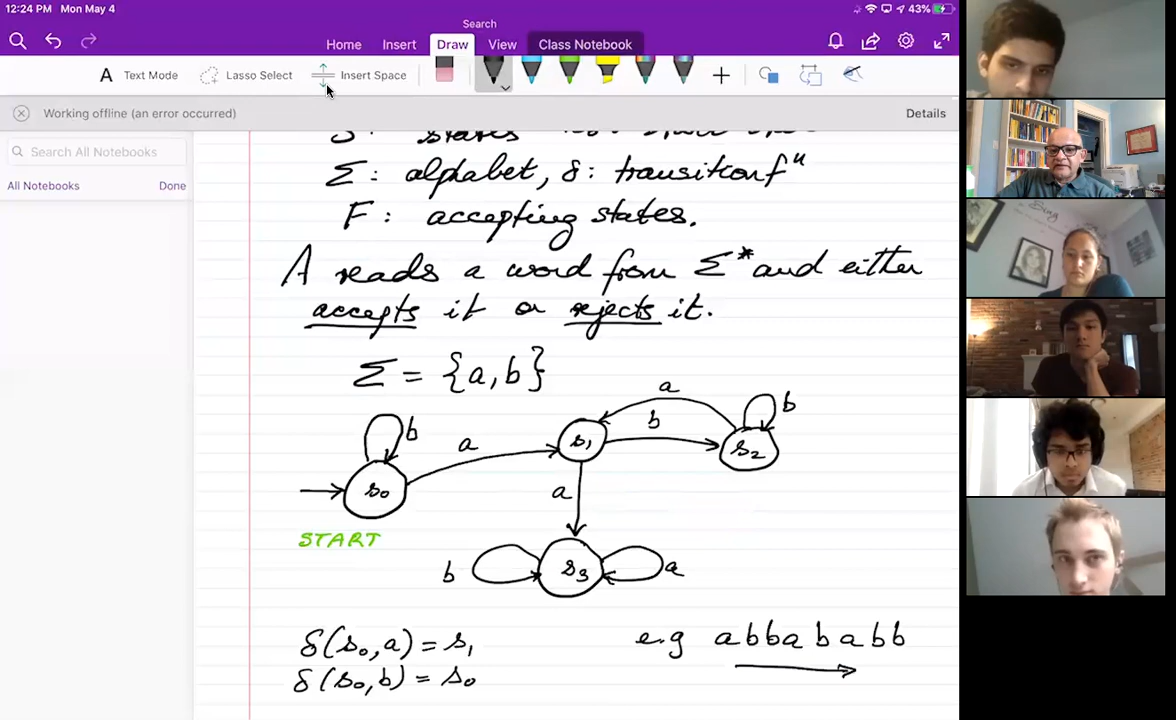 12:24 PM Mon May 4
43%
Search
Home Insert Draw View Class Notebook
Text Mode Lasso Select Insert Space
Working offline (an error occurred) Details
Search All Notebooks
All Notebooks Done
S : states
Σ : alphabet, δ : transition fⁿ
F : accepting states.
A reads a word from Σ* and either
accepts it or rejects it.
Σ = {a, b}
a
b
b
b
a
s₁
s₂
s₀
a
START
b
s₃
a
δ(s₀, a) = s₁
e.g abbababb
δ(s₀, b) = s₀